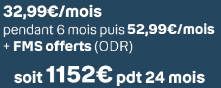 32,99€/mois
pendant 6 mois puis 52,99€/mois
+ FMS offerts (ODR)
soit 1152€ pdt 24 mois